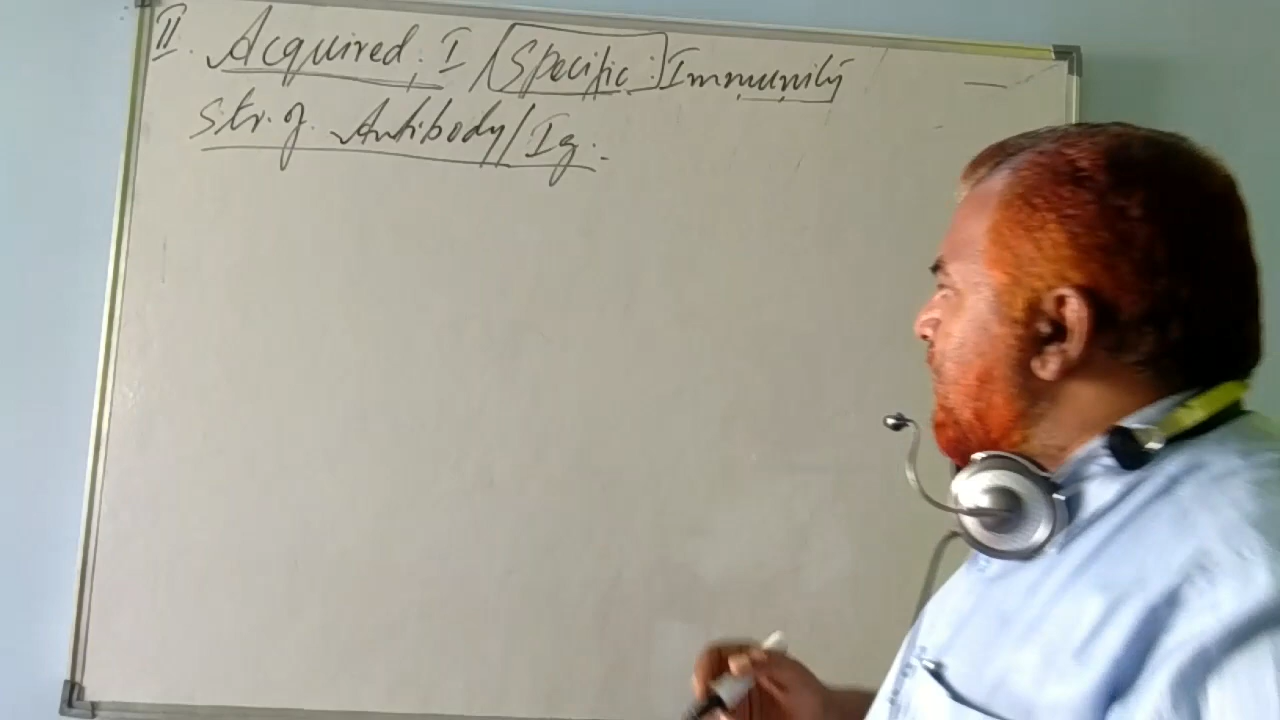 II. Acquired. I / Specific: Immunity
Str. of. Antibody/Ig.